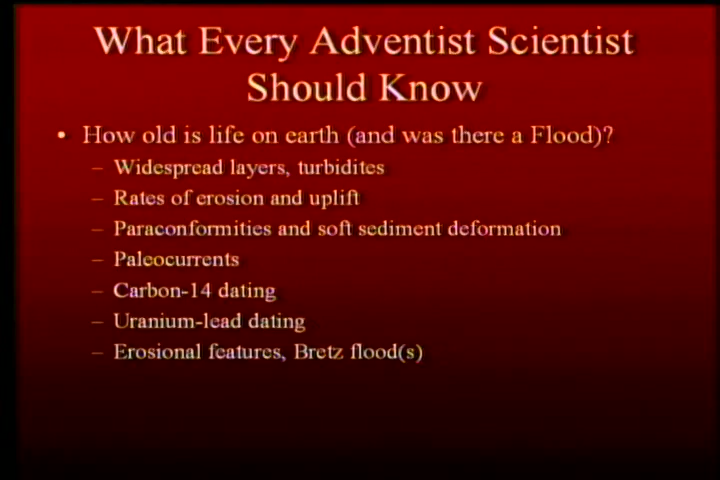 What Every Adventist Scientist
Should Know
• How old is life on earth (and was there a Flood)?
– Widespread layers, turbidites
– Rates of erosion and uplift
– Paraconformities and soft sediment deformation
– Paleocurrents
– Carbon-14 dating
– Uranium-lead dating
– Erosional features, Bretz flood(s)